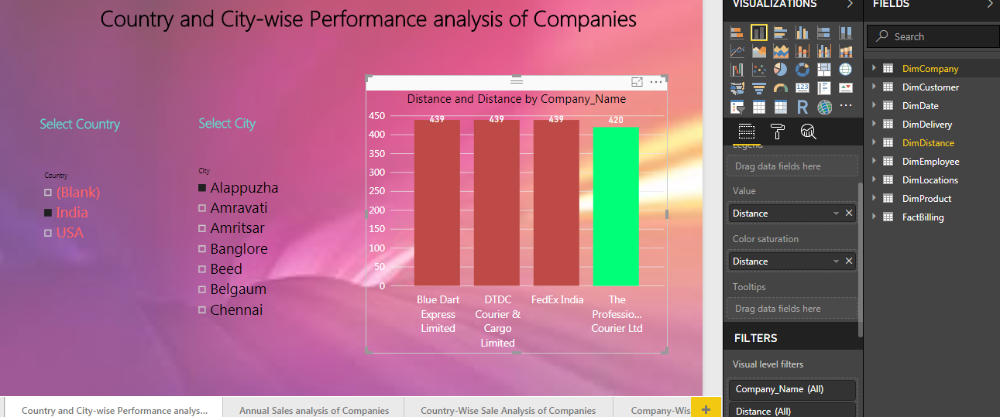 Country and City-wise Performance analysis of Companies
Select Country
Country
(Blank)
India
USA
Select City
City
Alappuzha
Amravati
Amritsar
Banglore
Beed
Belgaum
Chennai
Distance and Distance by Company_Name
450
400
350
300
250
200
150
100
50
0
439
439
439
420
Blue Dart
Express
Limited
DTDC
Courier &
Cargo
Limited
FedEx India
The
Professio...
Courier Ltd
Country and City-wise Performance analys...
Annual Sales analysis of Companies
Country-Wise Sale Analysis of Companies
Company-Wis
VISUALIZATIONS
123
R
Legend
Drag data fields here
Value
Distance
Color saturation
Distance
Tooltips
Drag data fields here
FILTERS
Visual level filters
Company_Name (All)
Distance (All)
FIELDS
Search
DimCompany
DimCustomer
DimDate
DimDelivery
DimDistance
DimEmployee
DimLocations
DimProduct
FactBilling